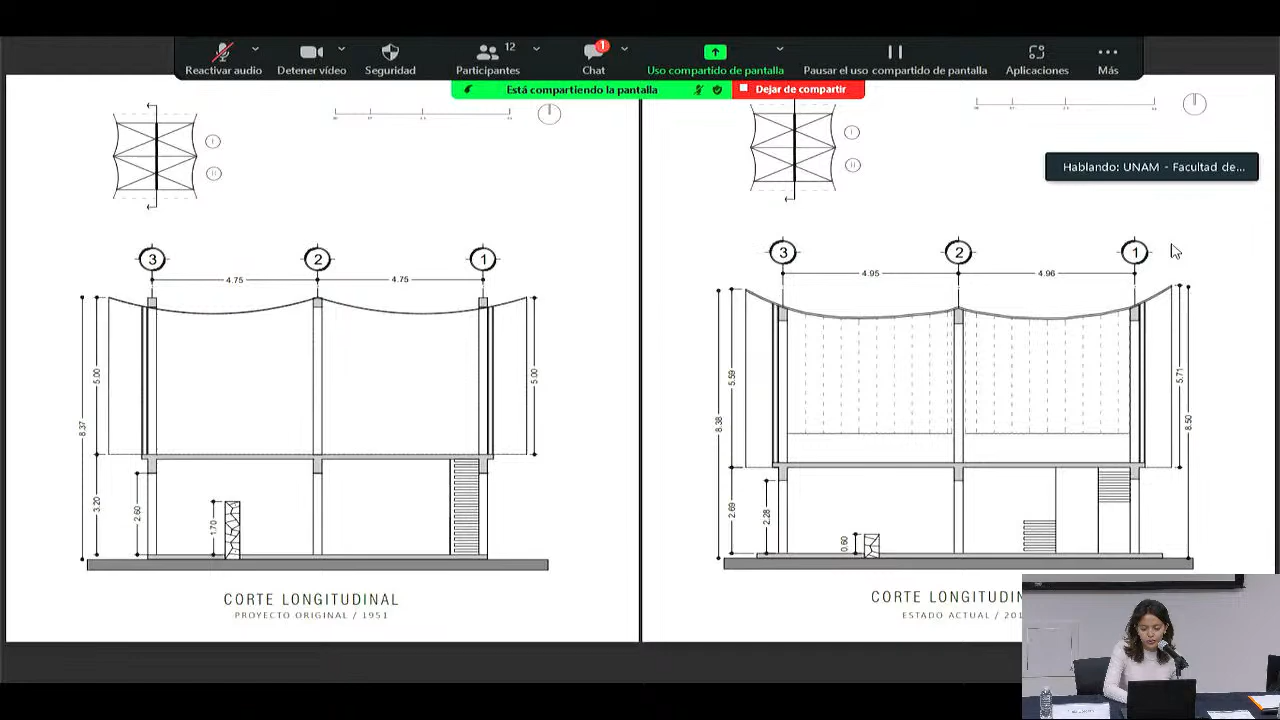 12
1
Reactivar audio
Detener vídeo
Seguridad
Participantes
Chat
Uso compartido de pantalla
Pausar el uso compartido de pantalla
Aplicaciones
Más
Está compartiendo la pantalla
Dejar de compartir
Hablando: UNAM - Facultad de...
3
2
1
4.75
4.75
5.00
8.37
3.20
2.60
1.70
5.00
CORTE LONGITUDINAL
PROYECTO ORIGINAL / 1951
3
2
1
4.95
4.96
5.59
8.38
2.69
2.28
0.60
5.71
8.50
CORTE LONGITUDIN
ESTADO ACTUAL / 201